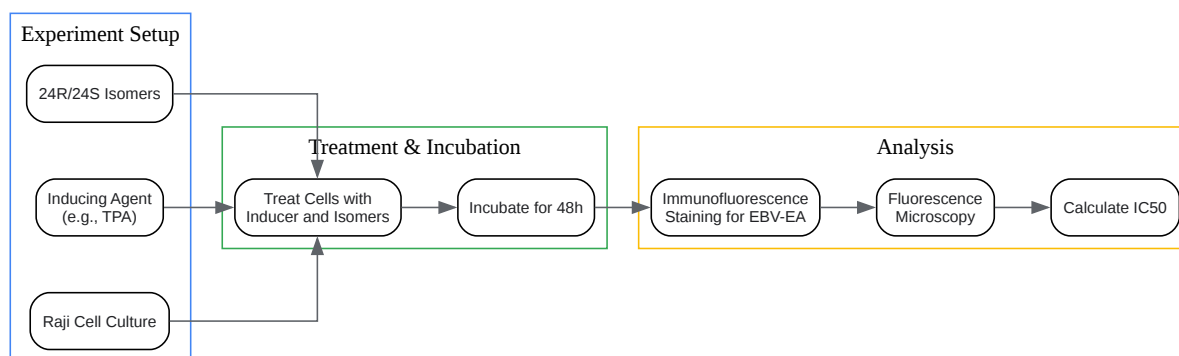 Experiment Setup
24R/24S Isomers
Inducing Agent
(e.g., TPA)
Raji Cell Culture
Treatment & Incubation
Treat Cells with
Inducer and Isomers
Incubate for 48h
Analysis
Immunofluorescence
Staining for EBV-EA
Fluorescence
Microscopy
Calculate IC50